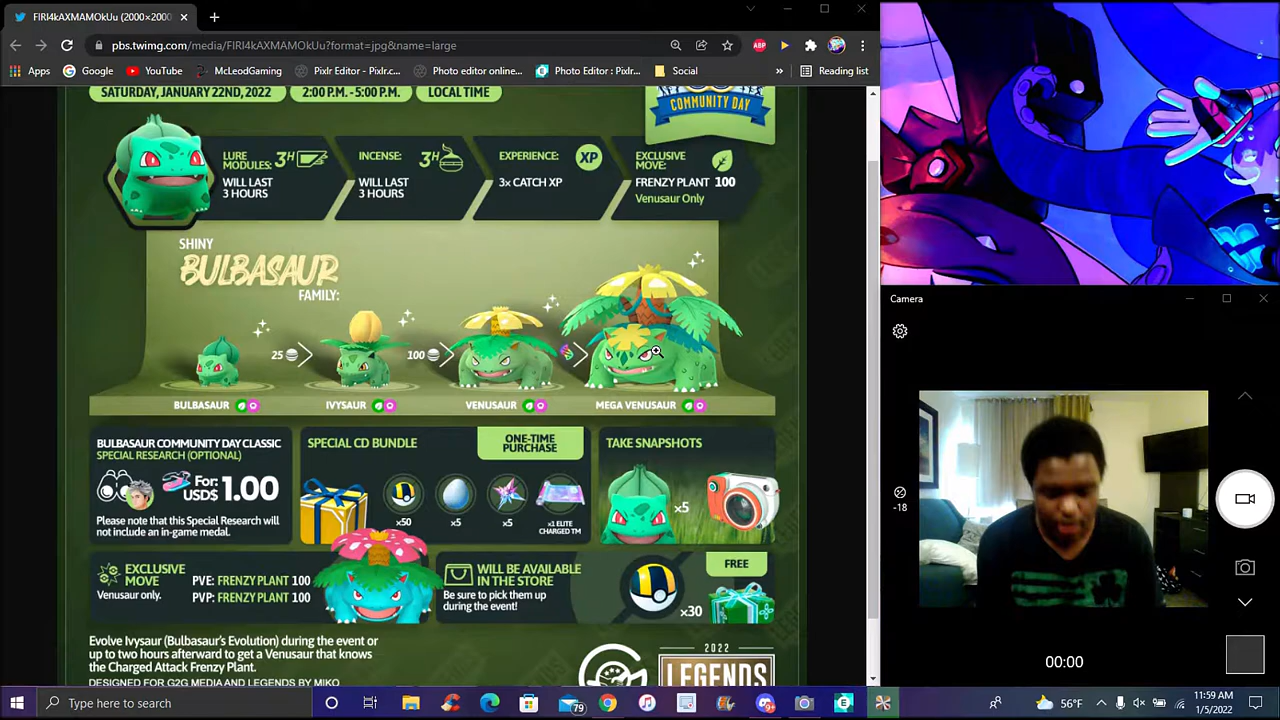 FIRI4kAXMAMOkUu (2000×2000
pbs.twimg.com/media/FIRI4kAXMAMOkUu?format=jpg&name=large
ABP
Apps
Google
YouTube
McLeodGaming
Pixlr Editor - Pixlr.c...
Photo editor online...
Photo Editor : Pixlr...
Social
»
Reading list
SATURDAY, JANUARY 22ND, 2022
2:00 P.M. - 5:00 P.M.
LOCAL TIME
COMMUNITY DAY
LURE MODULES: 3H
WILL LAST
3 HOURS
INCENSE: 3H
WILL LAST
3 HOURS
EXPERIENCE: XP
3× CATCH XP
EXCLUSIVE
MOVE:
FRENZY PLANT 100
Venusaur Only
SHINY
BULBASAUR
FAMILY:
25
100
BULBASAUR
IVYSAUR
VENUSAUR
MEGA VENUSAUR
BULBASAUR COMMUNITY DAY CLASSIC
SPECIAL RESEARCH (OPTIONAL)
For:
USD$ 1.00
Please note that this Special Research will
not include an in-game medal.
SPECIAL CD BUNDLE
ONE-TIME
PURCHASE
x50
x5
x5
x1 ELITE
CHARGED TM
TAKE SNAPSHOTS
x5
EXCLUSIVE
MOVE
Venusaur only.
PVE: FRENZY PLANT 100
PVP: FRENZY PLANT 100
WILL BE AVAILABLE
IN THE STORE
Be sure to pick them up
during the event!
FREE
x30
Evolve Ivysaur (Bulbasaur's Evolution) during the event or
up to two hours afterward to get a Venusaur that knows
the Charged Attack Frenzy Plant.
DESIGNED FOR G2G MEDIA AND LEGENDS BY MIKO
2022
LEGENDS
Camera
-18
00:00
Type here to search
79
56°F
11:59 AM
1/5/2022